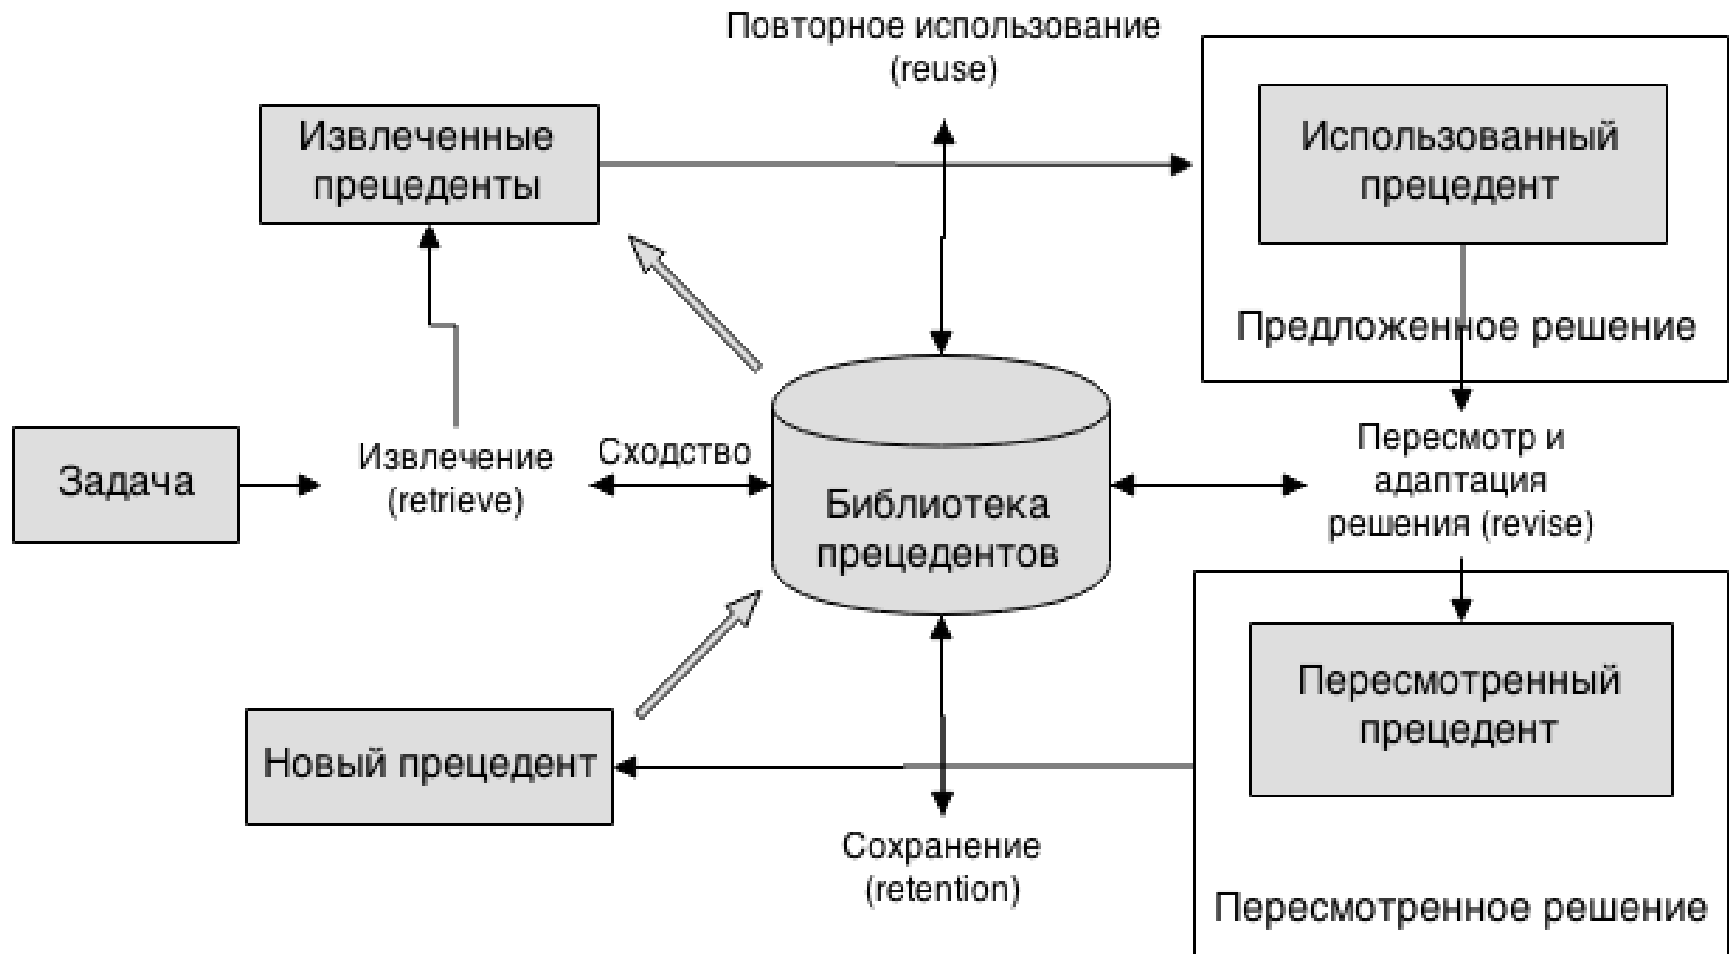 Повторное использование
(reuse)
Извлеченные
прецеденты
Использованный
прецедент
Предложенное решение
Задача
Извлечение
(retrieve)
Сходство
Библиотека
прецедентов
Пересмотр и
адаптация
решения (revise)
Новый прецедент
Пересмотренный
прецедент
Сохранение
(retention)
Пересмотренное решение